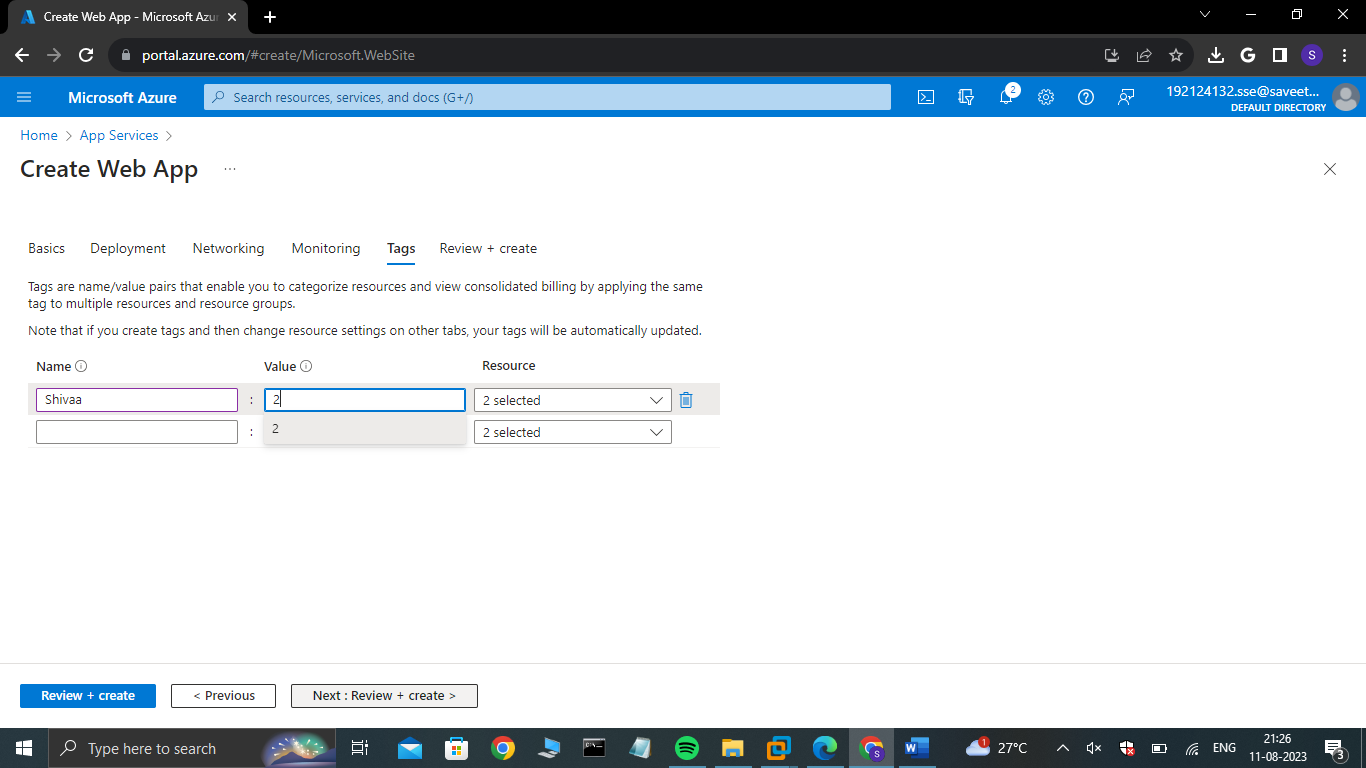 Create Web App - Microsoft Azu
portal.azure.com/#create/Microsoft.WebSite
S
Microsoft Azure
Search resources, services, and docs (G+/)
2
192124132.sse@saveet...
DEFAULT DIRECTORY
Home > App Services >
Create Web App ...
Basics Deployment Networking Monitoring Tags Review + create
Tags are name/value pairs that enable you to categorize resources and view consolidated billing by applying the same
tag to multiple resources and resource groups.
Note that if you create tags and then change resource settings on other tabs, your tags will be automatically updated.
Name Value Resource
Shivaa : 2 2 selected
: 2 2 selected
Review + create < Previous Next : Review + create >
Type here to search
1 27°C ENG 21:26
11-08-2023
3